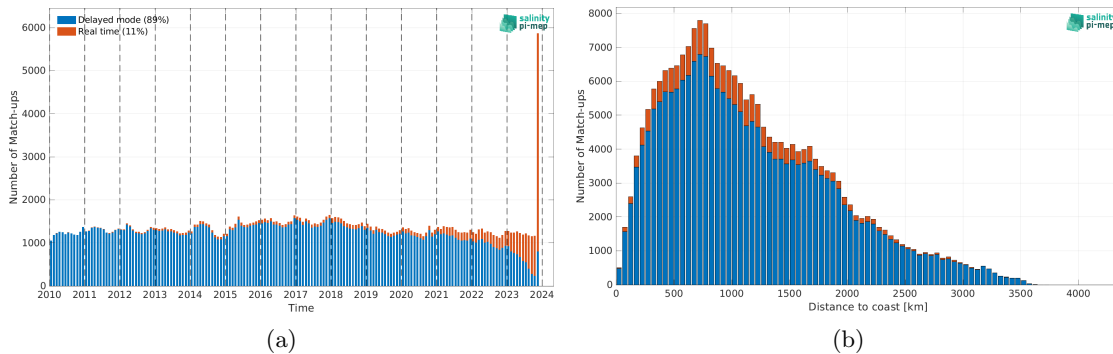 Delayed mode (89%)
Real time (11%)
salinity
pi-mep
Number of Match-ups
6000
5000
4000
3000
2000
1000
0
2010 2011 2012 2013 2014 2015 2016 2017 2018 2019 2020 2021 2022 2023 2024
Time
(a)
salinity
pi-mep
Number of Match-ups
8000
7000
6000
5000
4000
3000
2000
1000
0
0 500 1000 1500 2000 2500 3000 3500 4000
Distance to coast [km]
(b)